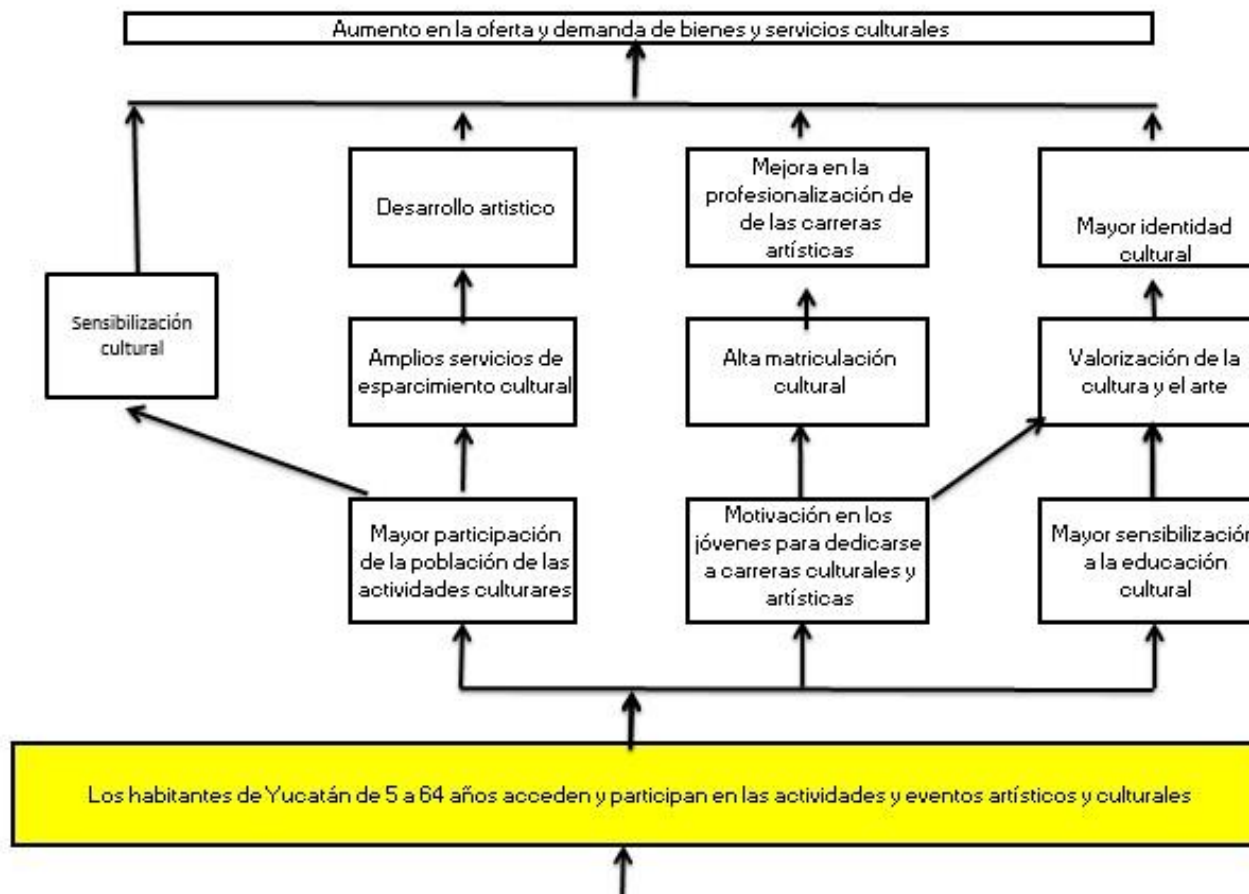 Aumento en la oferta y demanda de bienes y servicios culturales
Desarrollo artistico
Mejora en la
profesionalización de
de las carreras
artísticas
Mayor identidad
cultural
Sensibilización
cultural
Amplios servicios de
esparcimiento cultural
Alta matriculación
cultural
Valorización de la
cultura y el arte
Mayor participación
de la población de las
actividades culturares
Motivación en los
jóvenes para dedicarse
a carreras culturales y
artísticas
Mayor sensibilización
a la educación
cultural
Los habitantes de Yucatán de 5 a 64 años acceden y participan en las actividades y eventos artísticos y culturales